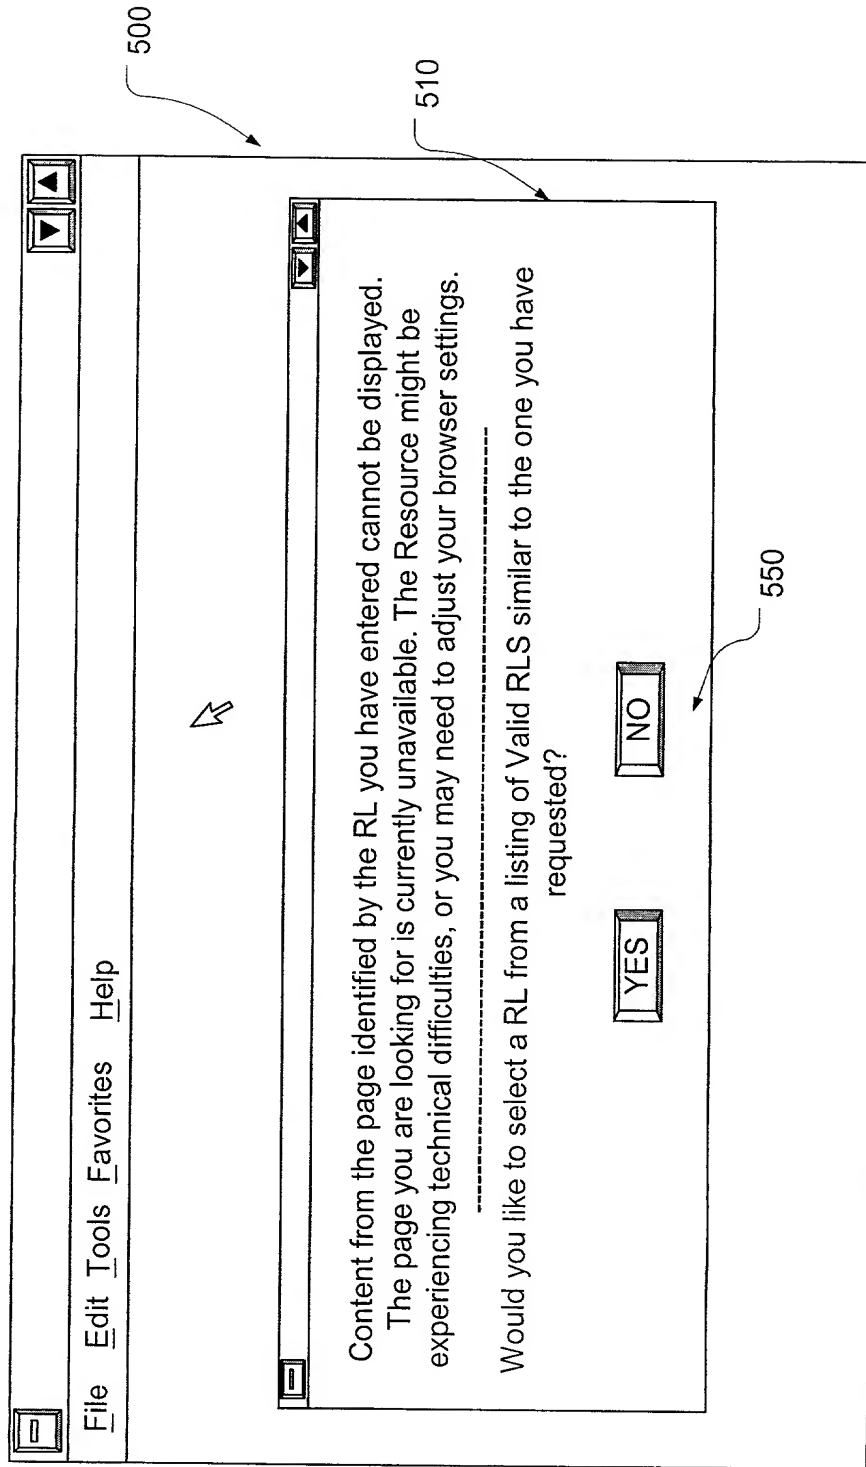 500
510
File Edit Tools Favorites Help
Content from the page identified by the RL you have entered cannot be displayed.
The page you are looking for is currently unavailable. The Resource might be
experiencing technical difficulties, or you may need to adjust your browser settings.
Would you like to select a RL from a listing of Valid RLS similar to the one you have
requested?
YES NO
550